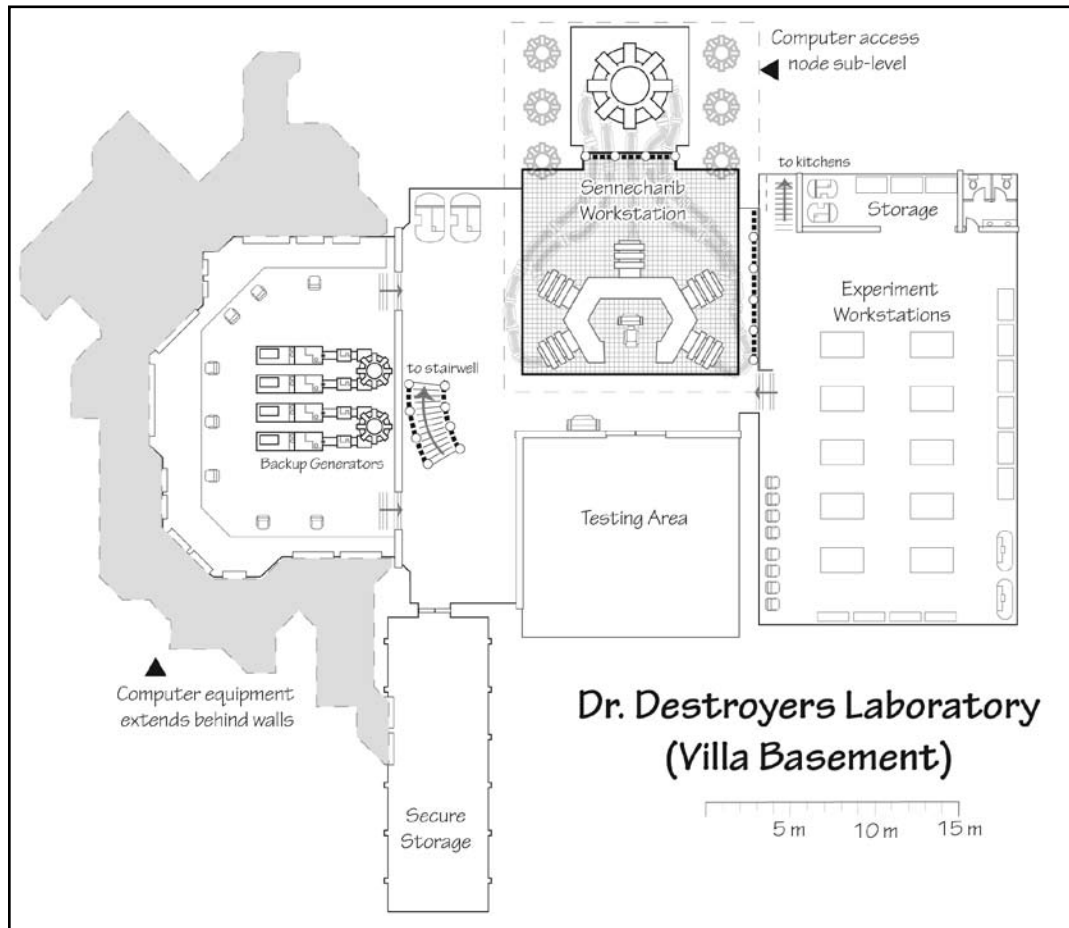 Computer access
node sub-level
to kitchens
Sennecharib
Workstation
Storage
Experiment
Workstations
to stairwell
Backup Generators
Testing Area
Computer equipment
extends behind walls
Dr. Destroyers Laboratory
(Villa Basement)
5 m 10 m 15 m
Secure
Storage